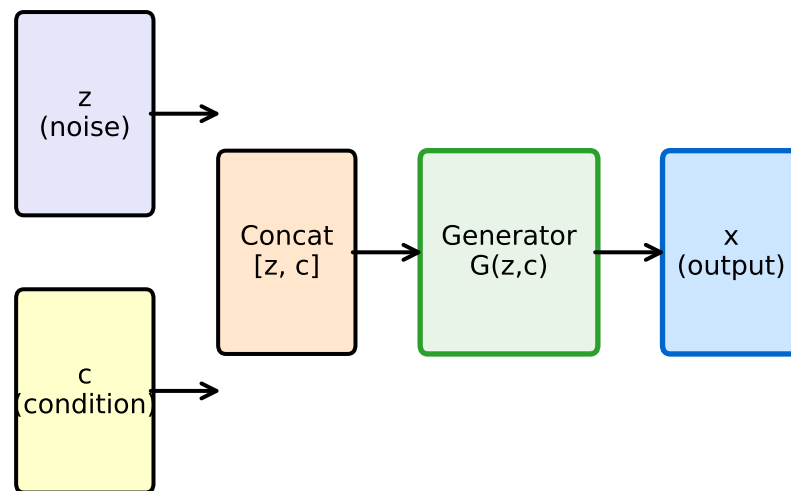 z
(noise)
c
(condition)
Concat
[z, c]
Generator
G(z,c)
x
(output)